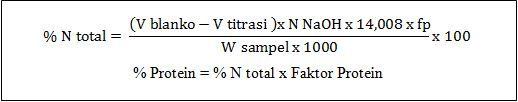 % N total = (V blanko – V titrasi )x N NaOH x 14,008 x fp / W sampel x 1000 x 100
% Protein = % N total x Faktor Protein